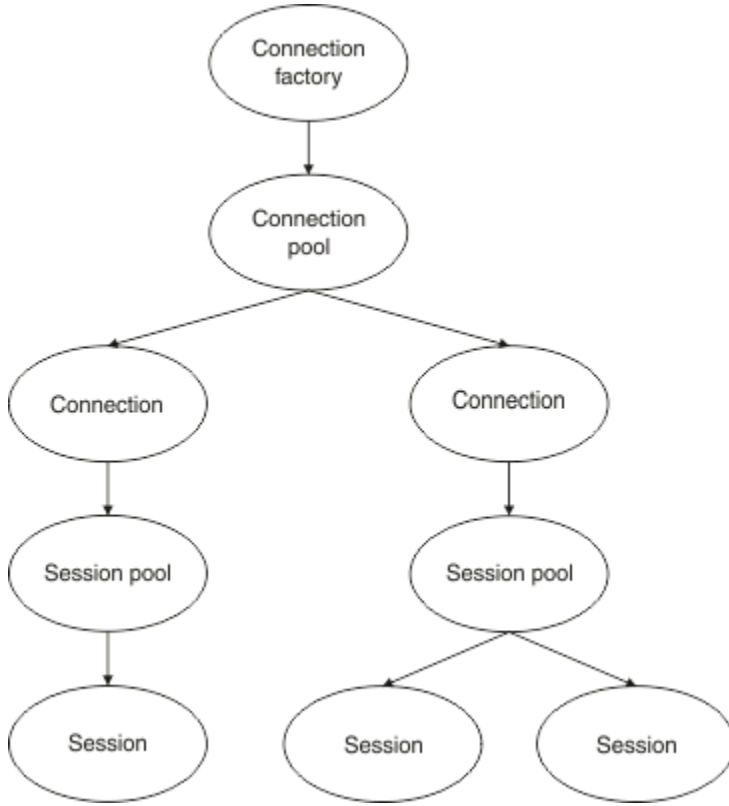 Connection
factory
Connection
pool
Connection
Connection
Session pool
Session pool
Session
Session
Session